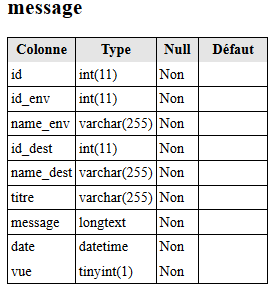 message
Colonne Type Null Défaut
id int(11) Non
id_env int(11) Non
name_env varchar(255) Non
id_dest int(11) Non
name_dest varchar(255) Non
titre varchar(255) Non
message longtext Non
date datetime Non
vue tinyint(1) Non